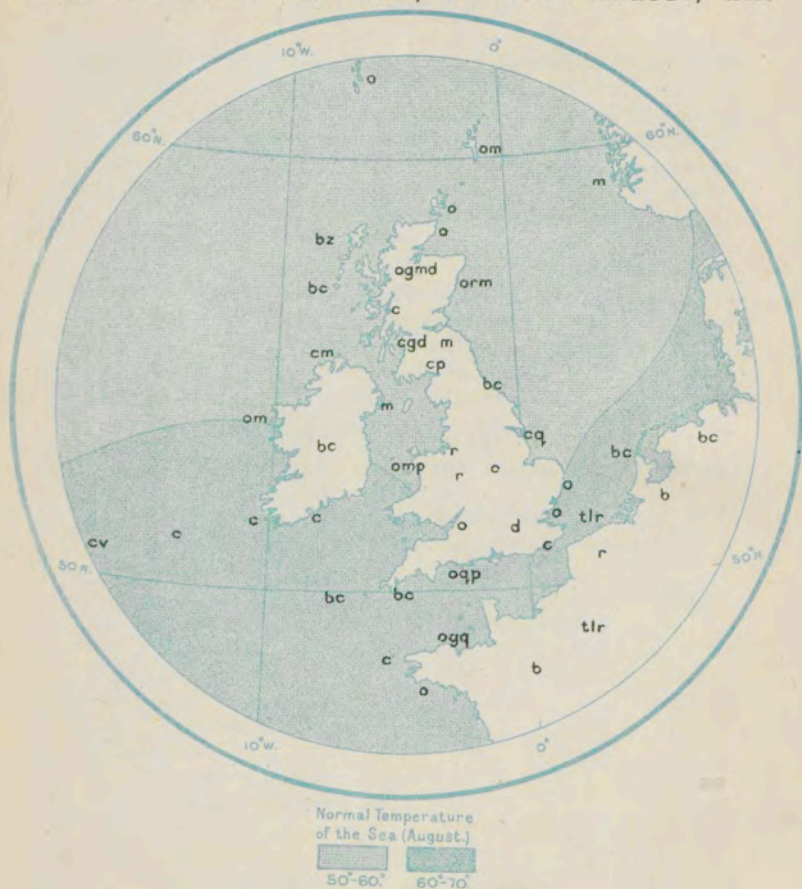 10°W.
0°
o
60°N.
om
60°N.
m
o
bz
o
ogmd
bc
orm
c
cgd
m
cm
cp
bc
m
om
cq
bc
bc
bc
r
omp
r
c
o
b
o
tlr
c
c
c
cv
o
d
c
r
50°N.
50°N.
oqp
bc
bc
tlr
ogq
c
b
o
10°W.
0°
Normal Temperature
of the Sea (August.)
50°-60°.
60°-70°